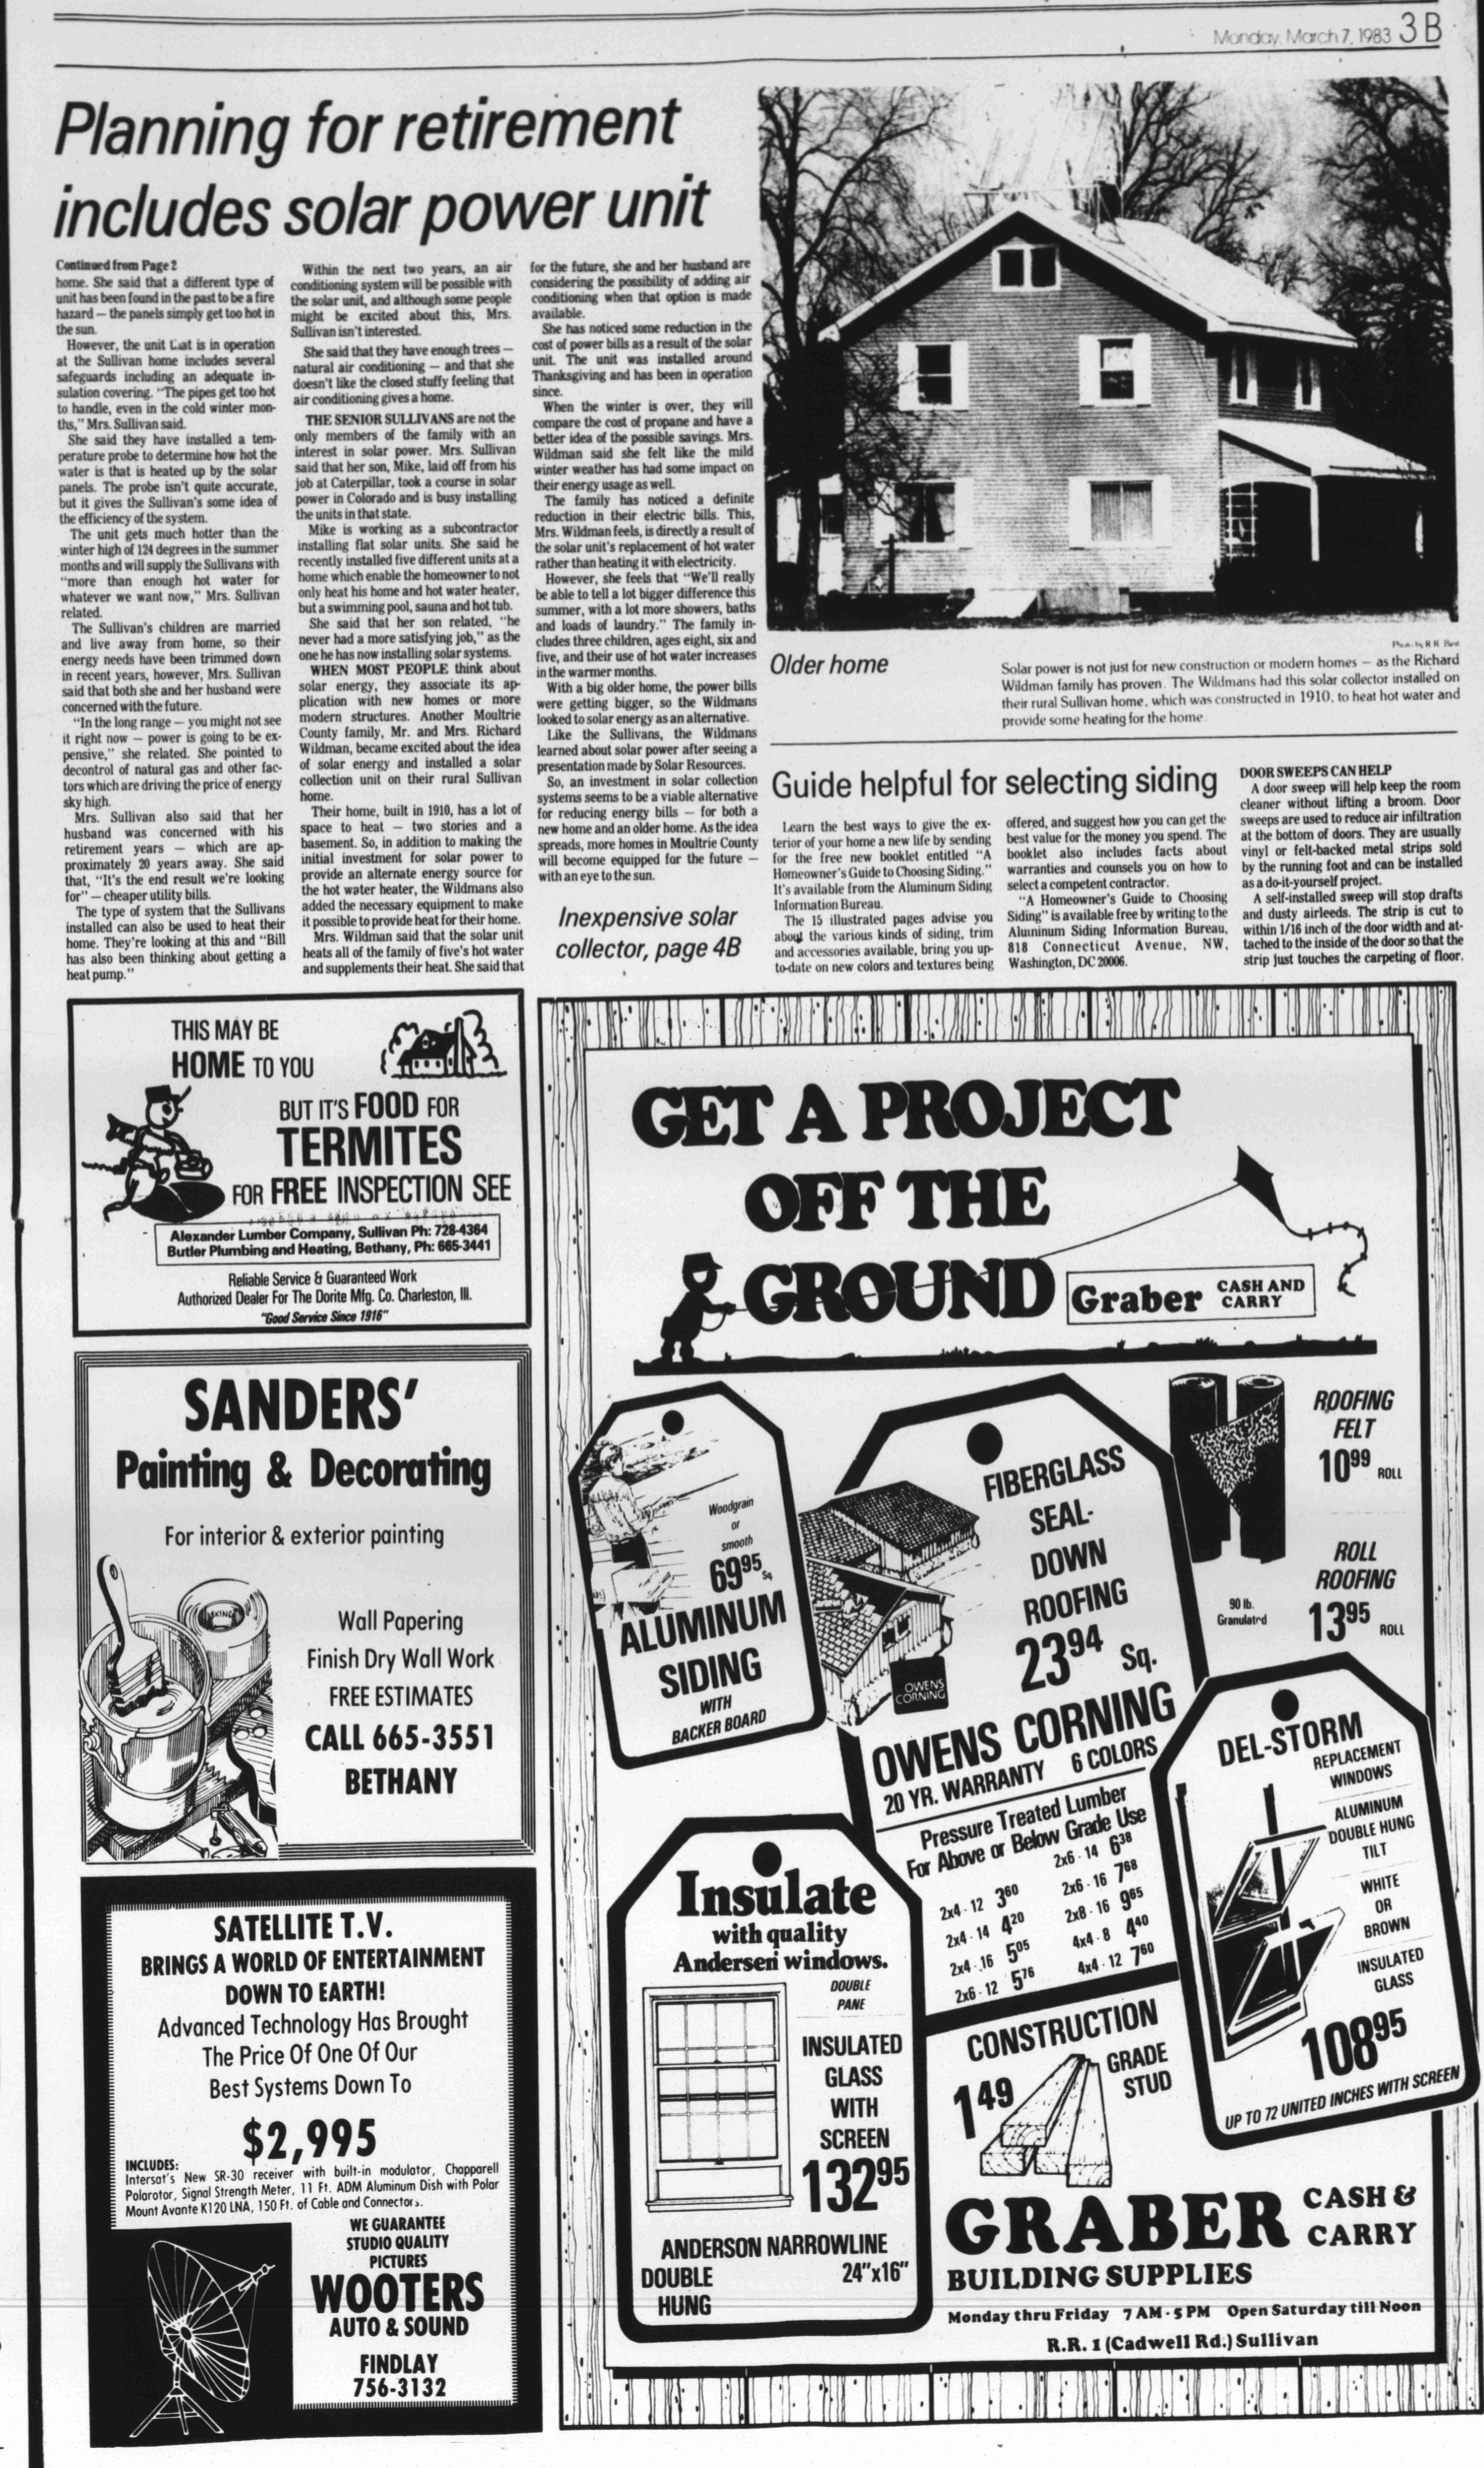 Monday, March 7, 1983 3B
Planning for retirement
includes solar power unit
Continued from Page 2
home. She said that a different type of
unit has been found in the past to be a fire
hazard — the panels simply get too hot in
the sun.
However, the unit that is in operation
at the Sullivan home includes several
safeguards including an adequate in-
sulation covering. "The pipes get too hot
to handle, even in the cold winter mon-
ths," Mrs. Sullivan said.
She said they have installed a tem-
perature probe to determine how hot the
water is that is heated up by the solar
panels. The probe isn't quite accurate,
but it gives the Sullivan's some idea of
the efficiency of the system.
The unit gets much hotter than the
winter high of 124 degrees in the summer
months and will supply the Sullivans with
"more than enough hot water for
whatever we want now," Mrs. Sullivan
related.
The Sullivan's children are married
and live away from home, so their
energy needs have been trimmed down
in recent years, however, Mrs. Sullivan
said that both she and her husband were
concerned with the future.
"In the long range — you might not see
it right now — power is going to be ex-
pensive," she related. She pointed to
decontrol of natural gas and other fac-
tors which are driving the price of energy
sky high.
Mrs. Sullivan also said that her
husband was concerned with his
retirement years — which are ap-
proximately 20 years away. She said
that, "It's the end result we're looking
for" — cheaper utility bills.
The type of system that the Sullivans
installed can also be used to heat their
home. They're looking at this and "Bill
has also been thinking about getting a
heat pump."
Within the next two years, an air
conditioning system will be possible with
the solar unit, and although some people
might be excited about this, Mrs.
Sullivan isn't interested.
She said that they have enough trees —
natural air conditioning — and that she
doesn't like the closed stuffy feeling that
air conditioning gives a home.
THE SENIOR SULLIVANS are not the
only members of the family with an
interest in solar power. Mrs. Sullivan
said that her son, Mike, laid off from his
job at Caterpillar, took a course in solar
power in Colorado and is busy installing
the units in that state.
Mike is working as a subcontractor
installing flat solar units. She said he
recently installed five different units at a
home which enable the homeowner to not
only heat his home and hot water heater,
but a swimming pool, sauna and hot tub.
She said that her son related, "he
never had a more satisfying job," as the
one he has now installing solar systems.
WHEN MOST PEOPLE think about
solar energy, they associate its ap-
plication with new homes or more
modern structures. Another Moultrie
County family, Mr. and Mrs. Richard
Wildman, became excited about the idea
of solar energy and installed a solar
collection unit on their rural Sullivan
home.
Their home, built in 1910, has a lot of
space to heat — two stories and a
basement. So, in addition to making the
initial investment for solar power to
provide an alternate energy source for
the hot water heater, the Wildmans also
added the necessary equipment to make
it possible to provide heat for their home.
Mrs. Wildman said that the solar unit
heats all of the family of five's hot water
and supplements their heat. She said that
for the future, she and her husband are
considering the possibility of adding air
conditioning when that option is made
available.
She has noticed some reduction in the
cost of power bills as a result of the solar
unit. The unit was installed around
Thanksgiving and has been in operation
since.
When the winter is over, they will
compare the cost of propane and have a
better idea of the possible savings. Mrs.
Wildman said she felt like the mild
winter weather has had some impact on
their energy usage as well.
The family has noticed a definite
reduction in their electric bills. This,
Mrs. Wildman feels, is directly a result of
the solar unit's replacement of hot water
rather than heating it with electricity.
However, she feels that "We'll really
be able to tell a lot bigger difference this
summer, with a lot more showers, baths
and loads of laundry." The family in-
cludes three children, ages eight, six and
five, and their use of hot water increases
in the warmer months.
With a big older home, the power bills
were getting bigger, so the Wildmans
looked to solar energy as an alternative.
Like the Sullivans, the Wildmans
learned about solar power after seeing a
presentation made by Solar Resources.
So, an investment in solar collection
systems seems to be a viable alternative
for reducing energy bills — for both a
new home and an older home. As the idea
spreads, more homes in Moultrie County
will become equipped for the future —
with an eye to the sun.
Inexpensive solar
collector, page 4B
Photo by R R Best
Older home
Solar power is not just for new construction or modern homes — as the Richard
Wildman family has proven. The Wildmans had this solar collector installed on
their rural Sullivan home, which was constructed in 1910, to heat hot water and
provide some heating for the home
Guide helpful for selecting siding
Learn the best ways to give the ex-
terior of your home a new life by sending
for the free new booklet entitled "A
Homeowner's Guide to Choosing Siding."
It's available from the Aluminum Siding
Information Bureau.
The 15 illustrated pages advise you
about the various kinds of siding, trim
and accessories available, bring you up-
to-date on new colors and textures being
offered, and suggest how you can get the
best value for the money you spend. The
booklet also includes facts about
warranties and counsels you on how to
select a competent contractor.
"A Homeowner's Guide to Choosing
Siding" is available free by writing to the
Aluminum Siding Information Bureau,
818 Connecticut Avenue, NW,
Washington, DC 20006.
DOOR SWEEPS CAN HELP
A door sweep will help keep the room
cleaner without lifting a broom. Door
sweeps are used to reduce air infiltration
at the bottom of doors. They are usually
vinyl or felt-backed metal strips sold
by the running foot and can be installed
as a do-it-yourself project.
A self-installed sweep will stop drafts
and dusty airleeds. The strip is cut to
within 1/16 inch of the door width and at-
tached to the inside of the door so that the
strip just touches the carpeting of floor.
THIS MAY BE
HOME TO YOU
BUT IT'S FOOD FOR
TERMITES
FOR FREE INSPECTION SEE
Alexander Lumber Company, Sullivan Ph: 728-4364
Butler Plumbing and Heating, Bethany, Ph: 665-3441
Reliable Service & Guaranteed Work
Authorized Dealer For The Dorite Mfg. Co. Charleston, Ill.
"Good Service Since 1916"
SANDERS'
Painting & Decorating
For interior & exterior painting
MASKING
Wall Papering
Finish Dry Wall Work
FREE ESTIMATES
CALL 665-3551
BETHANY
SATELLITE T.V.
BRINGS A WORLD OF ENTERTAINMENT
DOWN TO EARTH!
Advanced Technology Has Brought
The Price Of One Of Our
Best Systems Down To
$2,995
INCLUDES:
Intersat's New SR-30 receiver with built-in modulator, Chapparell
Polarotor, Signal Strength Meter, 11 Ft. ADM Aluminum Dish with Polar
Mount Avante K120 LNA, 150 Ft. of Cable and Connectors.
WE GUARANTEE
STUDIO QUALITY
PICTURES
WOOTERS
AUTO & SOUND
FINDLAY
756-3132
GET A PROJECT
OFF THE
GROUND
Graber CASH AND
CARRY
Woodgrain
or
smooth
69 95 Sq
ALUMINUM
SIDING
WITH
BACKER BOARD
FIBERGLASS
SEAL-
DOWN
ROOFING
23 94 Sq.
OWENS
CORNING
OWENS CORNING
20 YR. WARRANTY 6 COLORS
ROOFING
FELT
10 99 ROLL
ROLL
ROOFING
90 lb.
Granulated
13 95 ROLL
Pressure Treated Lumber
For Above or Below Grade Use
2x4 - 12 3 60
2x4 - 14 4 20
2x4 - 16 5 05
2x6 - 12 5 76
2x6 - 14 6 38
2x6 - 16 7 68
2x8 - 16 9 65
4x4 - 8 4 40
4x4 - 12 7 60
DEL-STORM
REPLACEMENT
WINDOWS
ALUMINUM
DOUBLE HUNG
TILT
WHITE
OR
BROWN
INSULATED
GLASS
108 95
UP TO 72 UNITED INCHES WITH SCREEN
Insulate
with quality
Andersen windows.
DOUBLE
PANE
INSULATED
GLASS
WITH
SCREEN
132 95
ANDERSON NARROWLINE
DOUBLE 24"x16"
HUNG
CONSTRUCTION
GRADE
STUD
1 49
GRABER CASH &
CARRY
BUILDING SUPPLIES
Monday thru Friday 7 AM - 5 PM Open Saturday till Noon
R.R. 1 (Cadwell Rd.) Sullivan